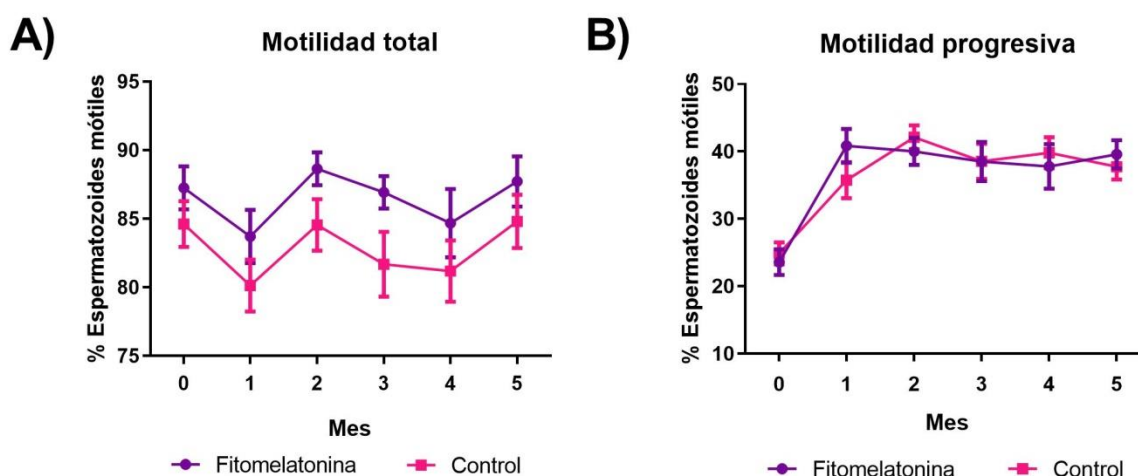 A)
Motilidad total
% Espermatozoides mótiles
95
90
85
80
75
0 1 2 3 4 5
Mes
Fitomelatonina Control
B)
Motilidad progresiva
% Espermatozoides mótiles
50
40
30
20
10
0 1 2 3 4 5
Mes
Fitomelatonina Control